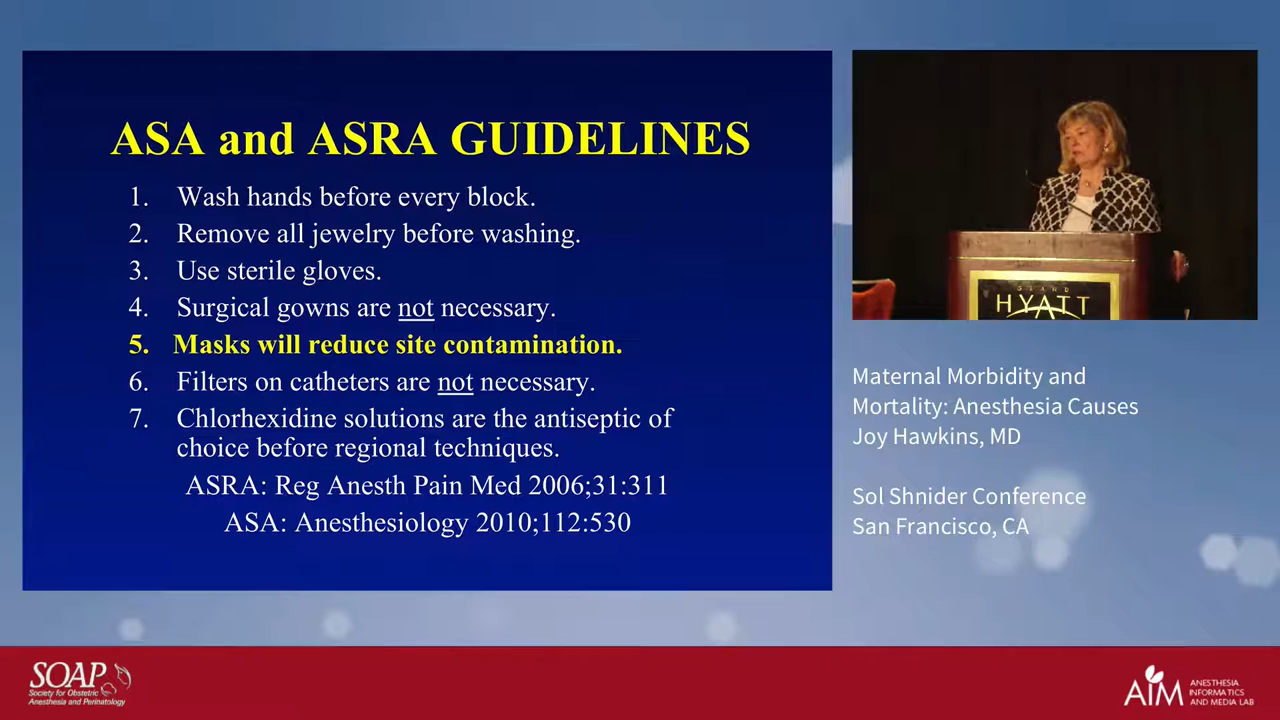 ASA and ASRA GUIDELINES
1. Wash hands before every block.
2. Remove all jewelry before washing.
3. Use sterile gloves.
4. Surgical gowns are not necessary.
5. Masks will reduce site contamination.
6. Filters on catheters are not necessary.
7. Chlorhexidine solutions are the antiseptic of
choice before regional techniques.
ASRA: Reg Anesth Pain Med 2006;31:311
ASA: Anesthesiology 2010;112:530
GRAND
HYATT
Maternal Morbidity and
Mortality: Anesthesia Causes
Joy Hawkins, MD
Sol Shnider Conference
San Francisco, CA
SOAP
Society for Obstetric
Anesthesia and Perinatology
AIM
ANESTHESIA
INFORMATICS
AND MEDIA LAB